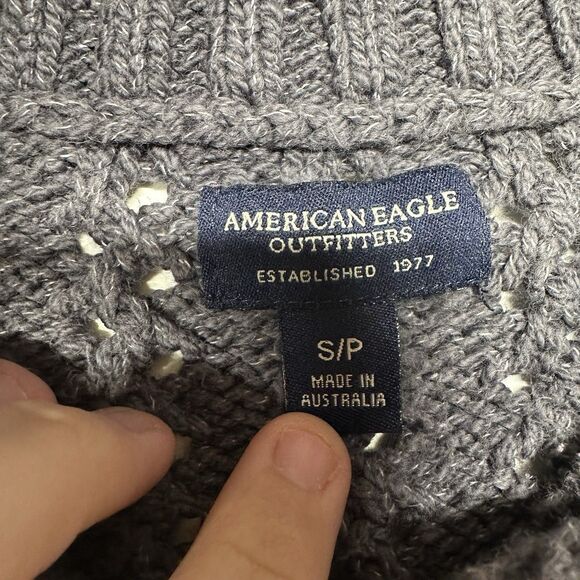 AMERICAN EAGLE
OUTFITTERS
ESTABLISHED 1977
S/P
MADE IN
AUSTRALIA